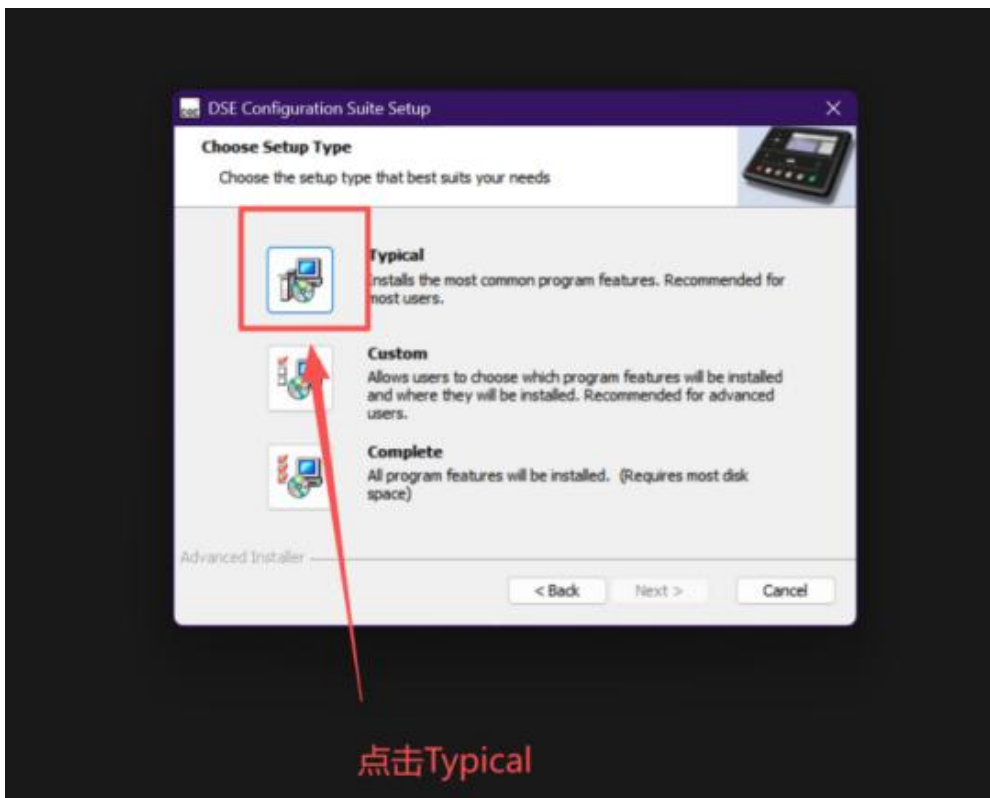 DSE Configuration Suite Setup
Choose Setup Type
Choose the setup type that best suits your needs
Typical
Installs the most common program features. Recommended for
most users.
Custom
Allows users to choose which program features will be installed
and where they will be installed. Recommended for advanced
users.
Complete
All program features will be installed. (Requires most disk
space)
Advanced Installer
< Back
Next >
Cancel
点击Typical